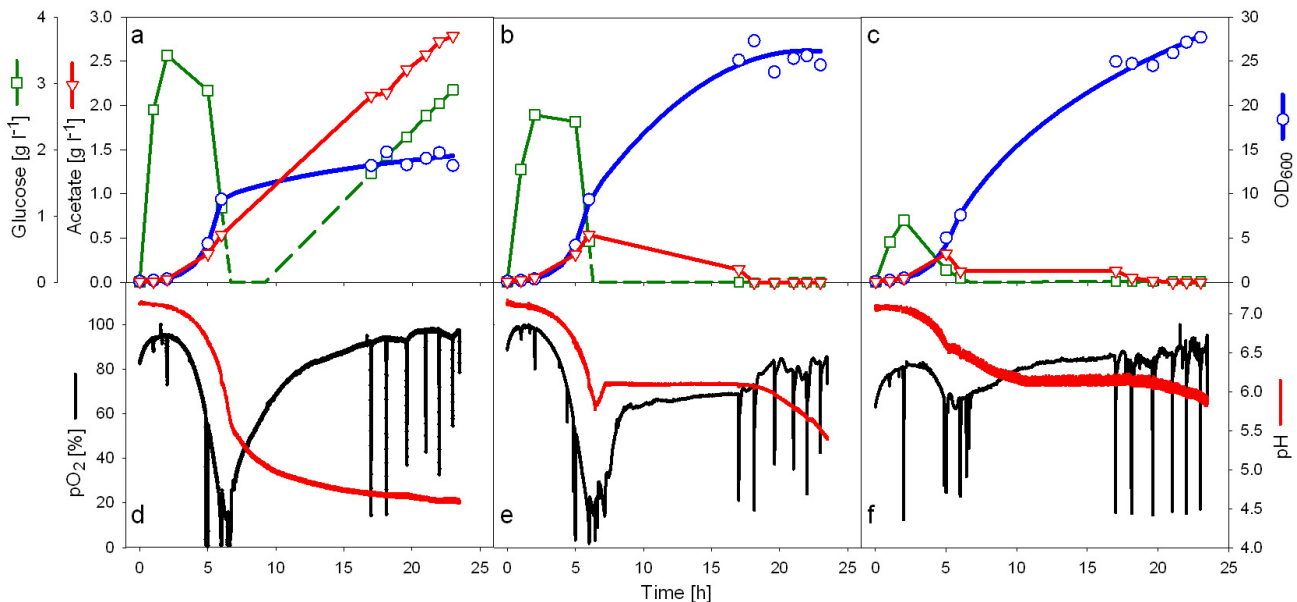 Glucose [g l⁻¹]
Acetate [g l⁻¹]
4
3
2
1
0
3.0
2.5
2.0
1.5
1.0
0.5
0.0
a
b
c
30
25
20
15
10
5
0
OD₆₀₀
pO₂ [%]
100
80
60
40
20
0
d
e
f
7.0
6.5
6.0
5.5
5.0
4.5
4.0
pH
0 5 10 15 20 25 0 5 10 15 20 25 0 5 10 15 20 25
Time [h]